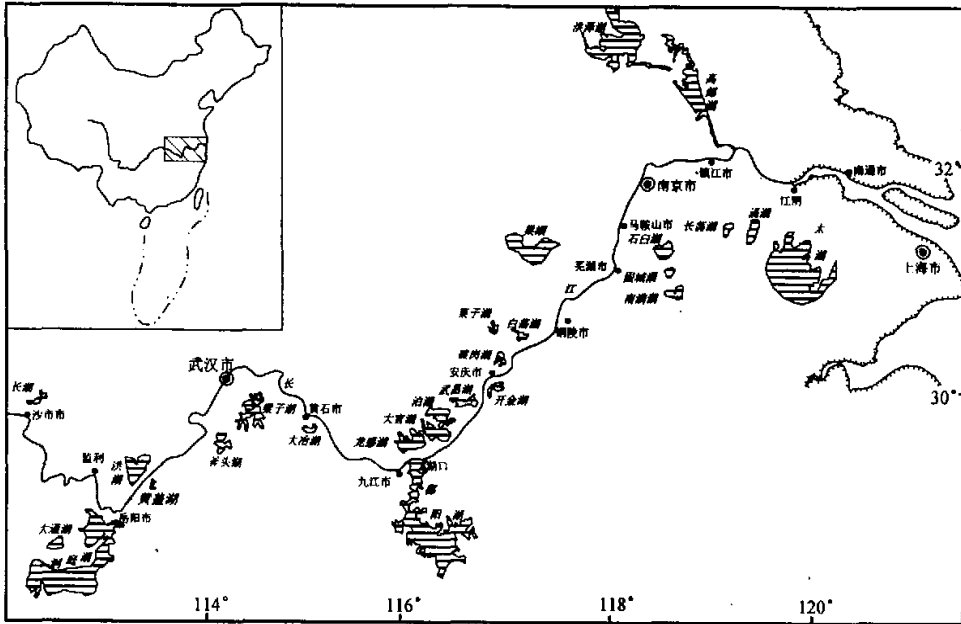 洪泽湖
高邮湖
32°
镇江市
南通市
南京市
江阴
马鞍山市
石臼湖
长荡湖
滆湖
太湖
上海市
巢湖
芜湖市
固城湖
南漪湖
江
菜子湖
白荡湖
铜陵市
破岗湖
安庆市
武昌湖
开金湖
泊湖
大官湖
龙感湖
30°
武汉市
长
长湖
沙市市
梁子湖
黄石市
大冶湖
斧头湖
监利
洪湖
黄盖湖
九江市
湖口
鄱阳湖
岳阳市
大通湖
洞庭湖
114°
116°
118°
120°